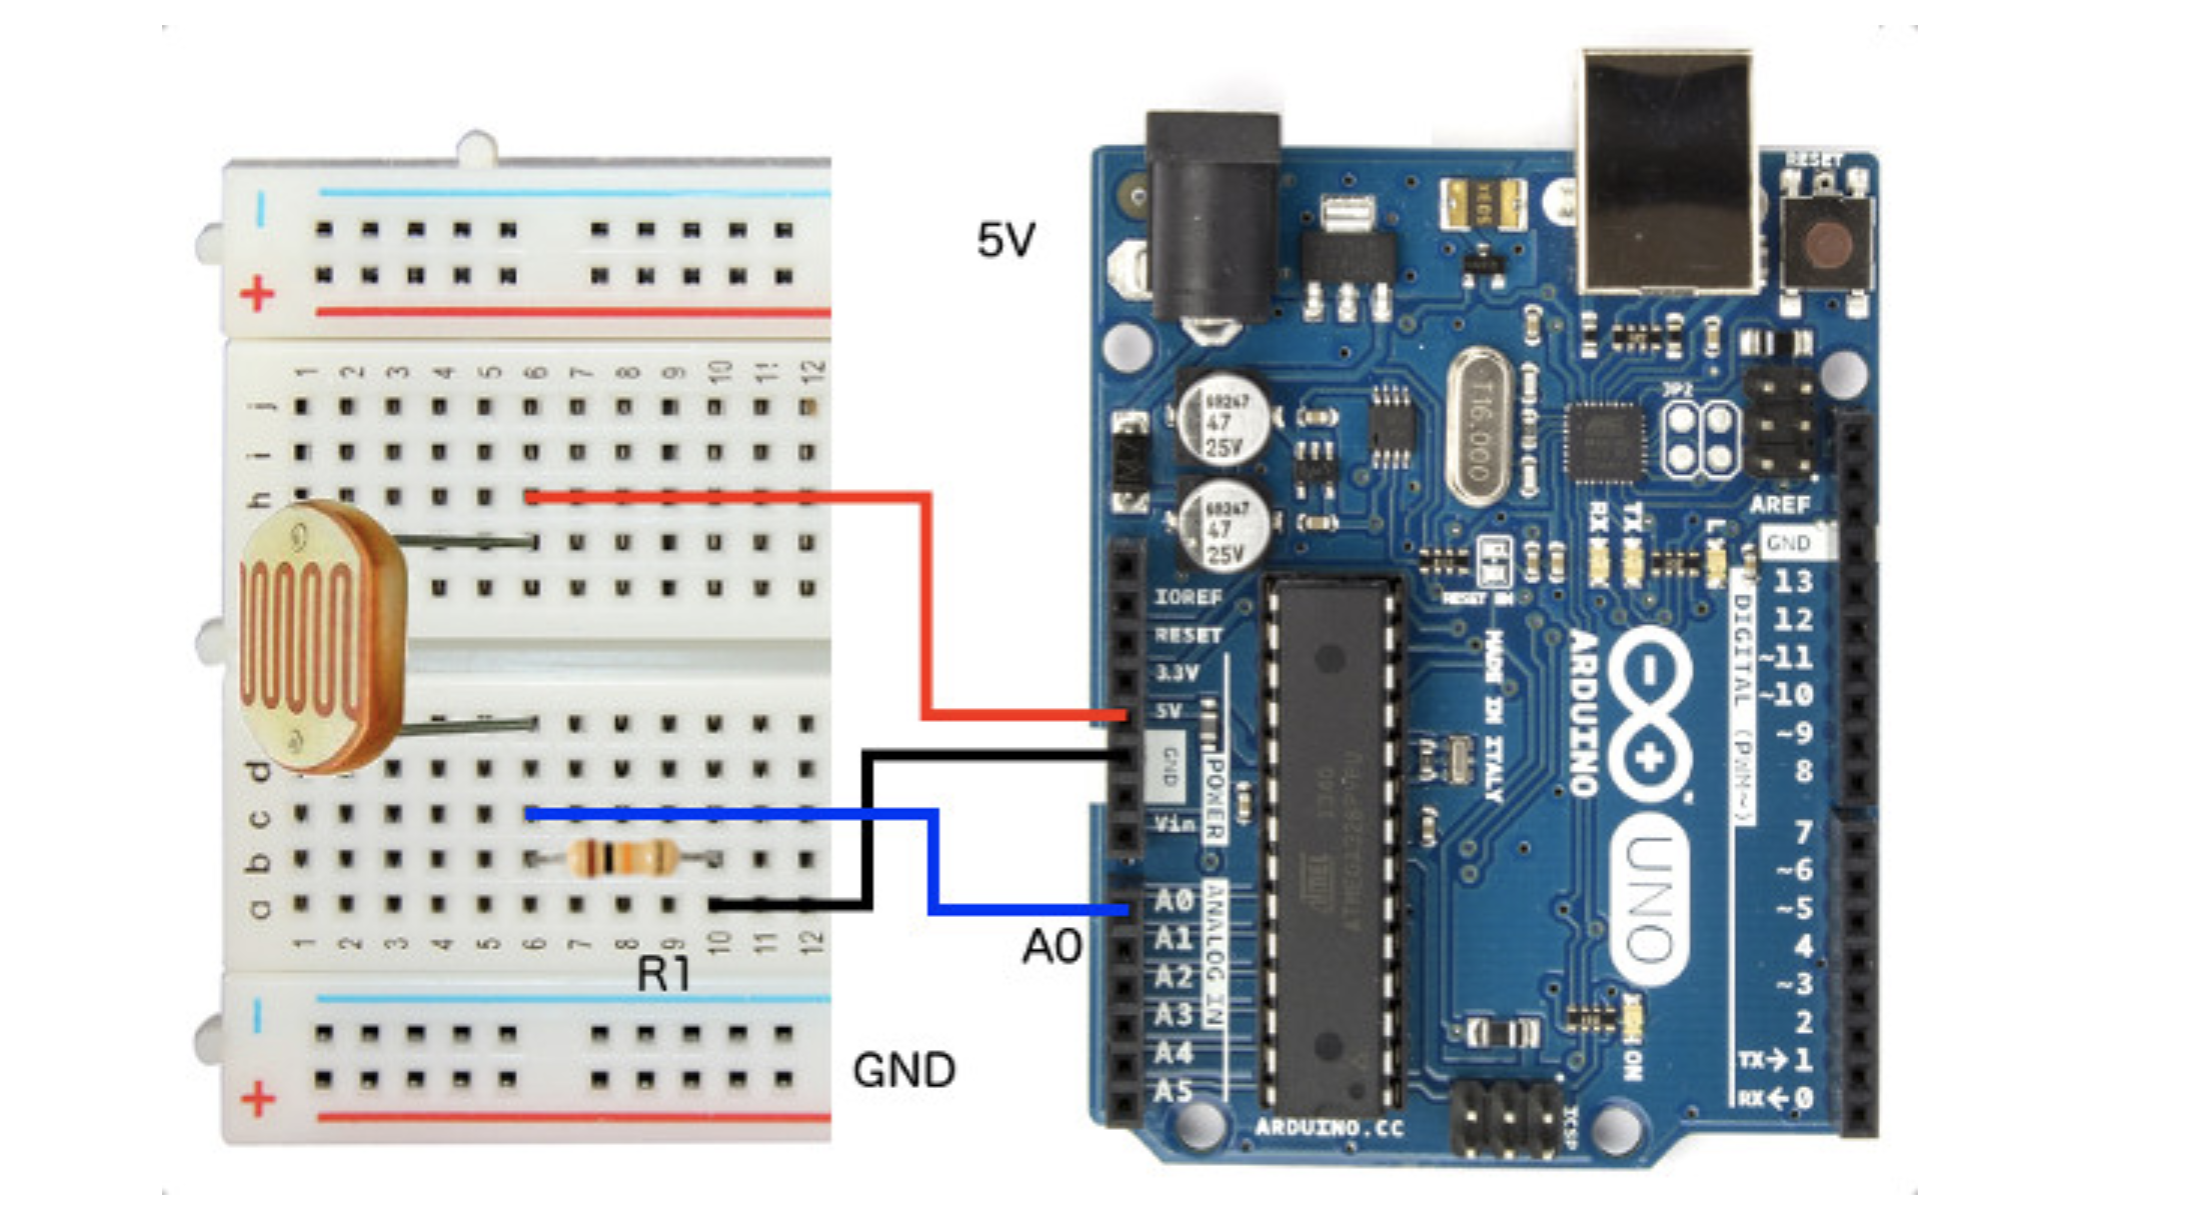 5V
1 2 3 4 5 6 7 8 9 10 11 12
j
i
h
d
c
b
a
1 2 3 4 5 6 7 8 9 10 11 12
R1
A0
GND
RESET
47
25V
47
25V
T16.000
JP2
AREF
GND
RX
TX
L
IOREF
RESET
3.3V
5V
GND
Vin
POWER
RESET EN
MADE IN ITALY
ARDUINO
UNO
DIGITAL (PWM~)
13
12
~11
~10
~9
8
7
~6
~5
4
~3
2
TX→1
RX←0
A0
A1
A2
A3
A4
A5
ANALOG IN
ATMEL
ON
ICSP
ARDUINO.CC